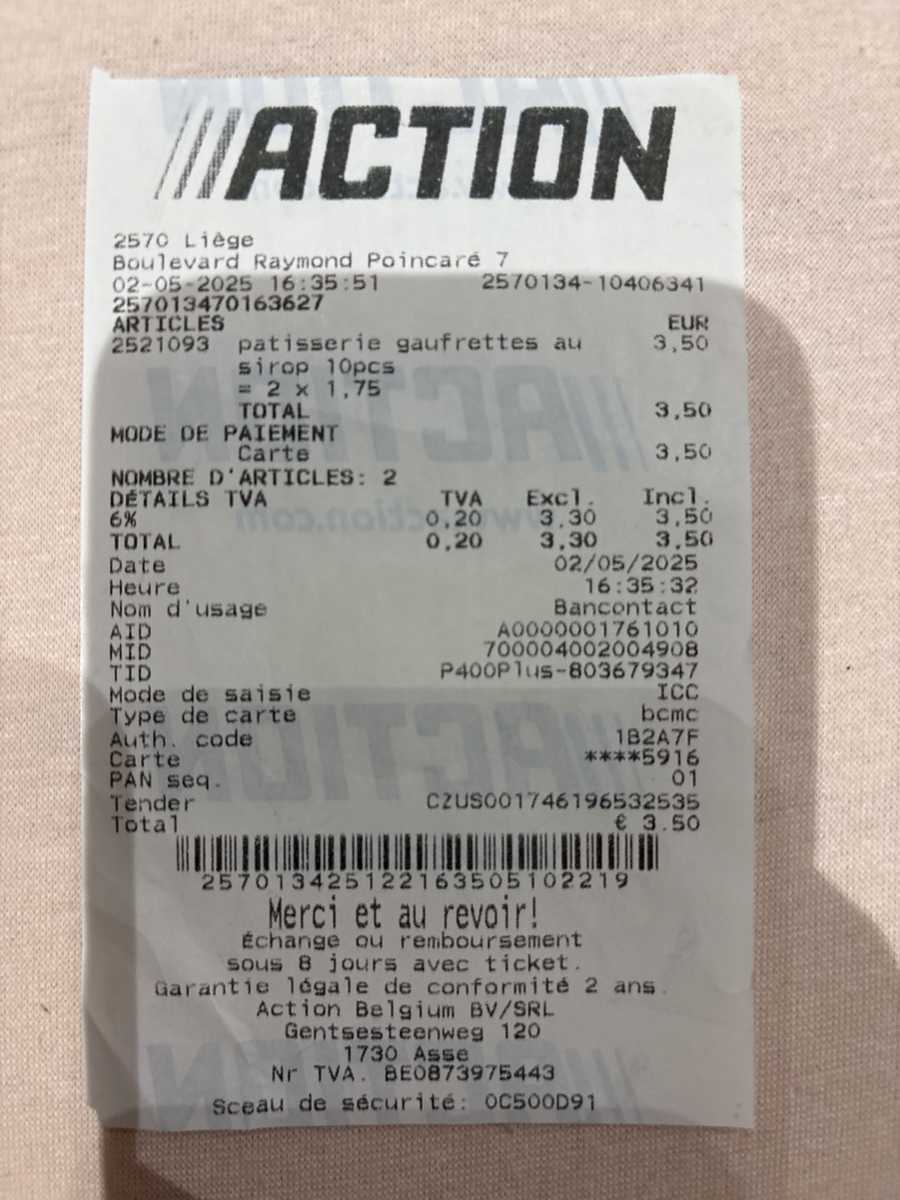 ACTION
2570 Liège
Boulevard Raymond Poincaré 7
02-05-2025 16:35:51 2570134-10406341
257013470163627
ARTICLES EUR
2521093 patisserie gaufrettes au 3,50
sirop 10pcs
= 2 x 1,75
TOTAL 3,50
MODE DE PAIEMENT
Carte 3,50
NOMBRE D'ARTICLES: 2
DÉTAILS TVA TVA Excl. Incl.
6% 0,20 3,30 3,50
TOTAL 0,20 3,30 3,50
Date 02/05/2025
Heure 16:35:32
Nom d'usage Bancontact
AID A0000001761010
MID 7000040020049​08
TID P400Plus-803679347
Mode de saisie ICC
Type de carte bcmc
Auth. code 1B2A7F
Carte ****5916
PAN seq. 01
Tender CZUS001746196532535
Total € 3.50
2570134251221635051022​19
Merci et au revoir!
Échange ou remboursement
sous 8 jours avec ticket.
Garantie légale de conformité 2 ans.
Action Belgium BV/SRL
Gentsesteenweg 120
1730 Asse
Nr TVA. BE0873975443
Sceau de sécurité: 0C500D91